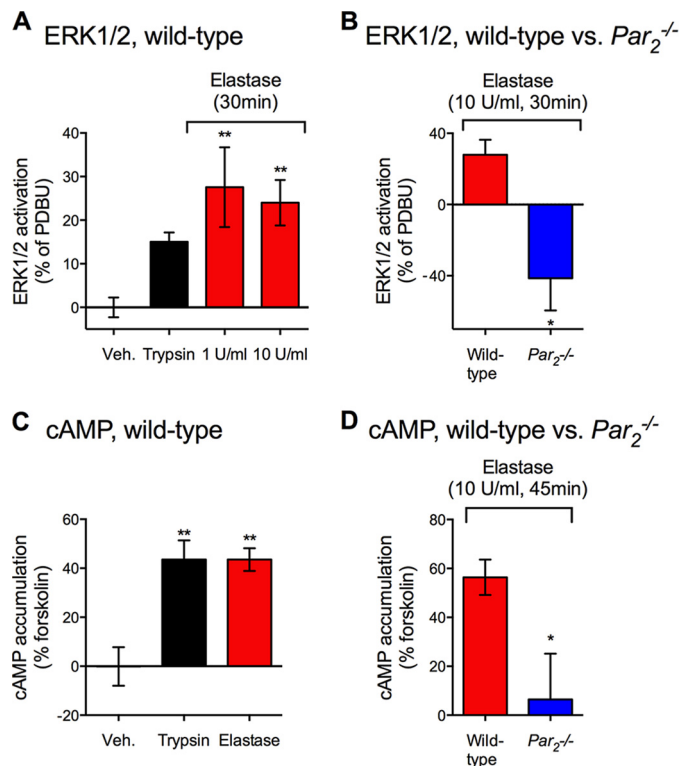 A ERK1/2, wild-type
Elastase
(30min)
ERK1/2 activation
(% of PDBU)
40
30
20
10
0
**
**
Veh. Trypsin 1 U/ml 10 U/ml
B ERK1/2, wild-type vs. Par2-/-
Elastase
(10 U/ml, 30min)
ERK1/2 activation
(% of PDBU)
40
0
-40
*
Wild-
type
Par2-/-
C cAMP, wild-type
cAMP accumulation
(% forskolin)
60
40
20
0
-20
**
**
Veh. Trypsin Elastase
D cAMP, wild-type vs. Par2-/-
Elastase
(10 U/ml, 45min)
cAMP accumulation
(% forskolin)
80
60
40
20
0
*
Wild-
type
Par2-/-